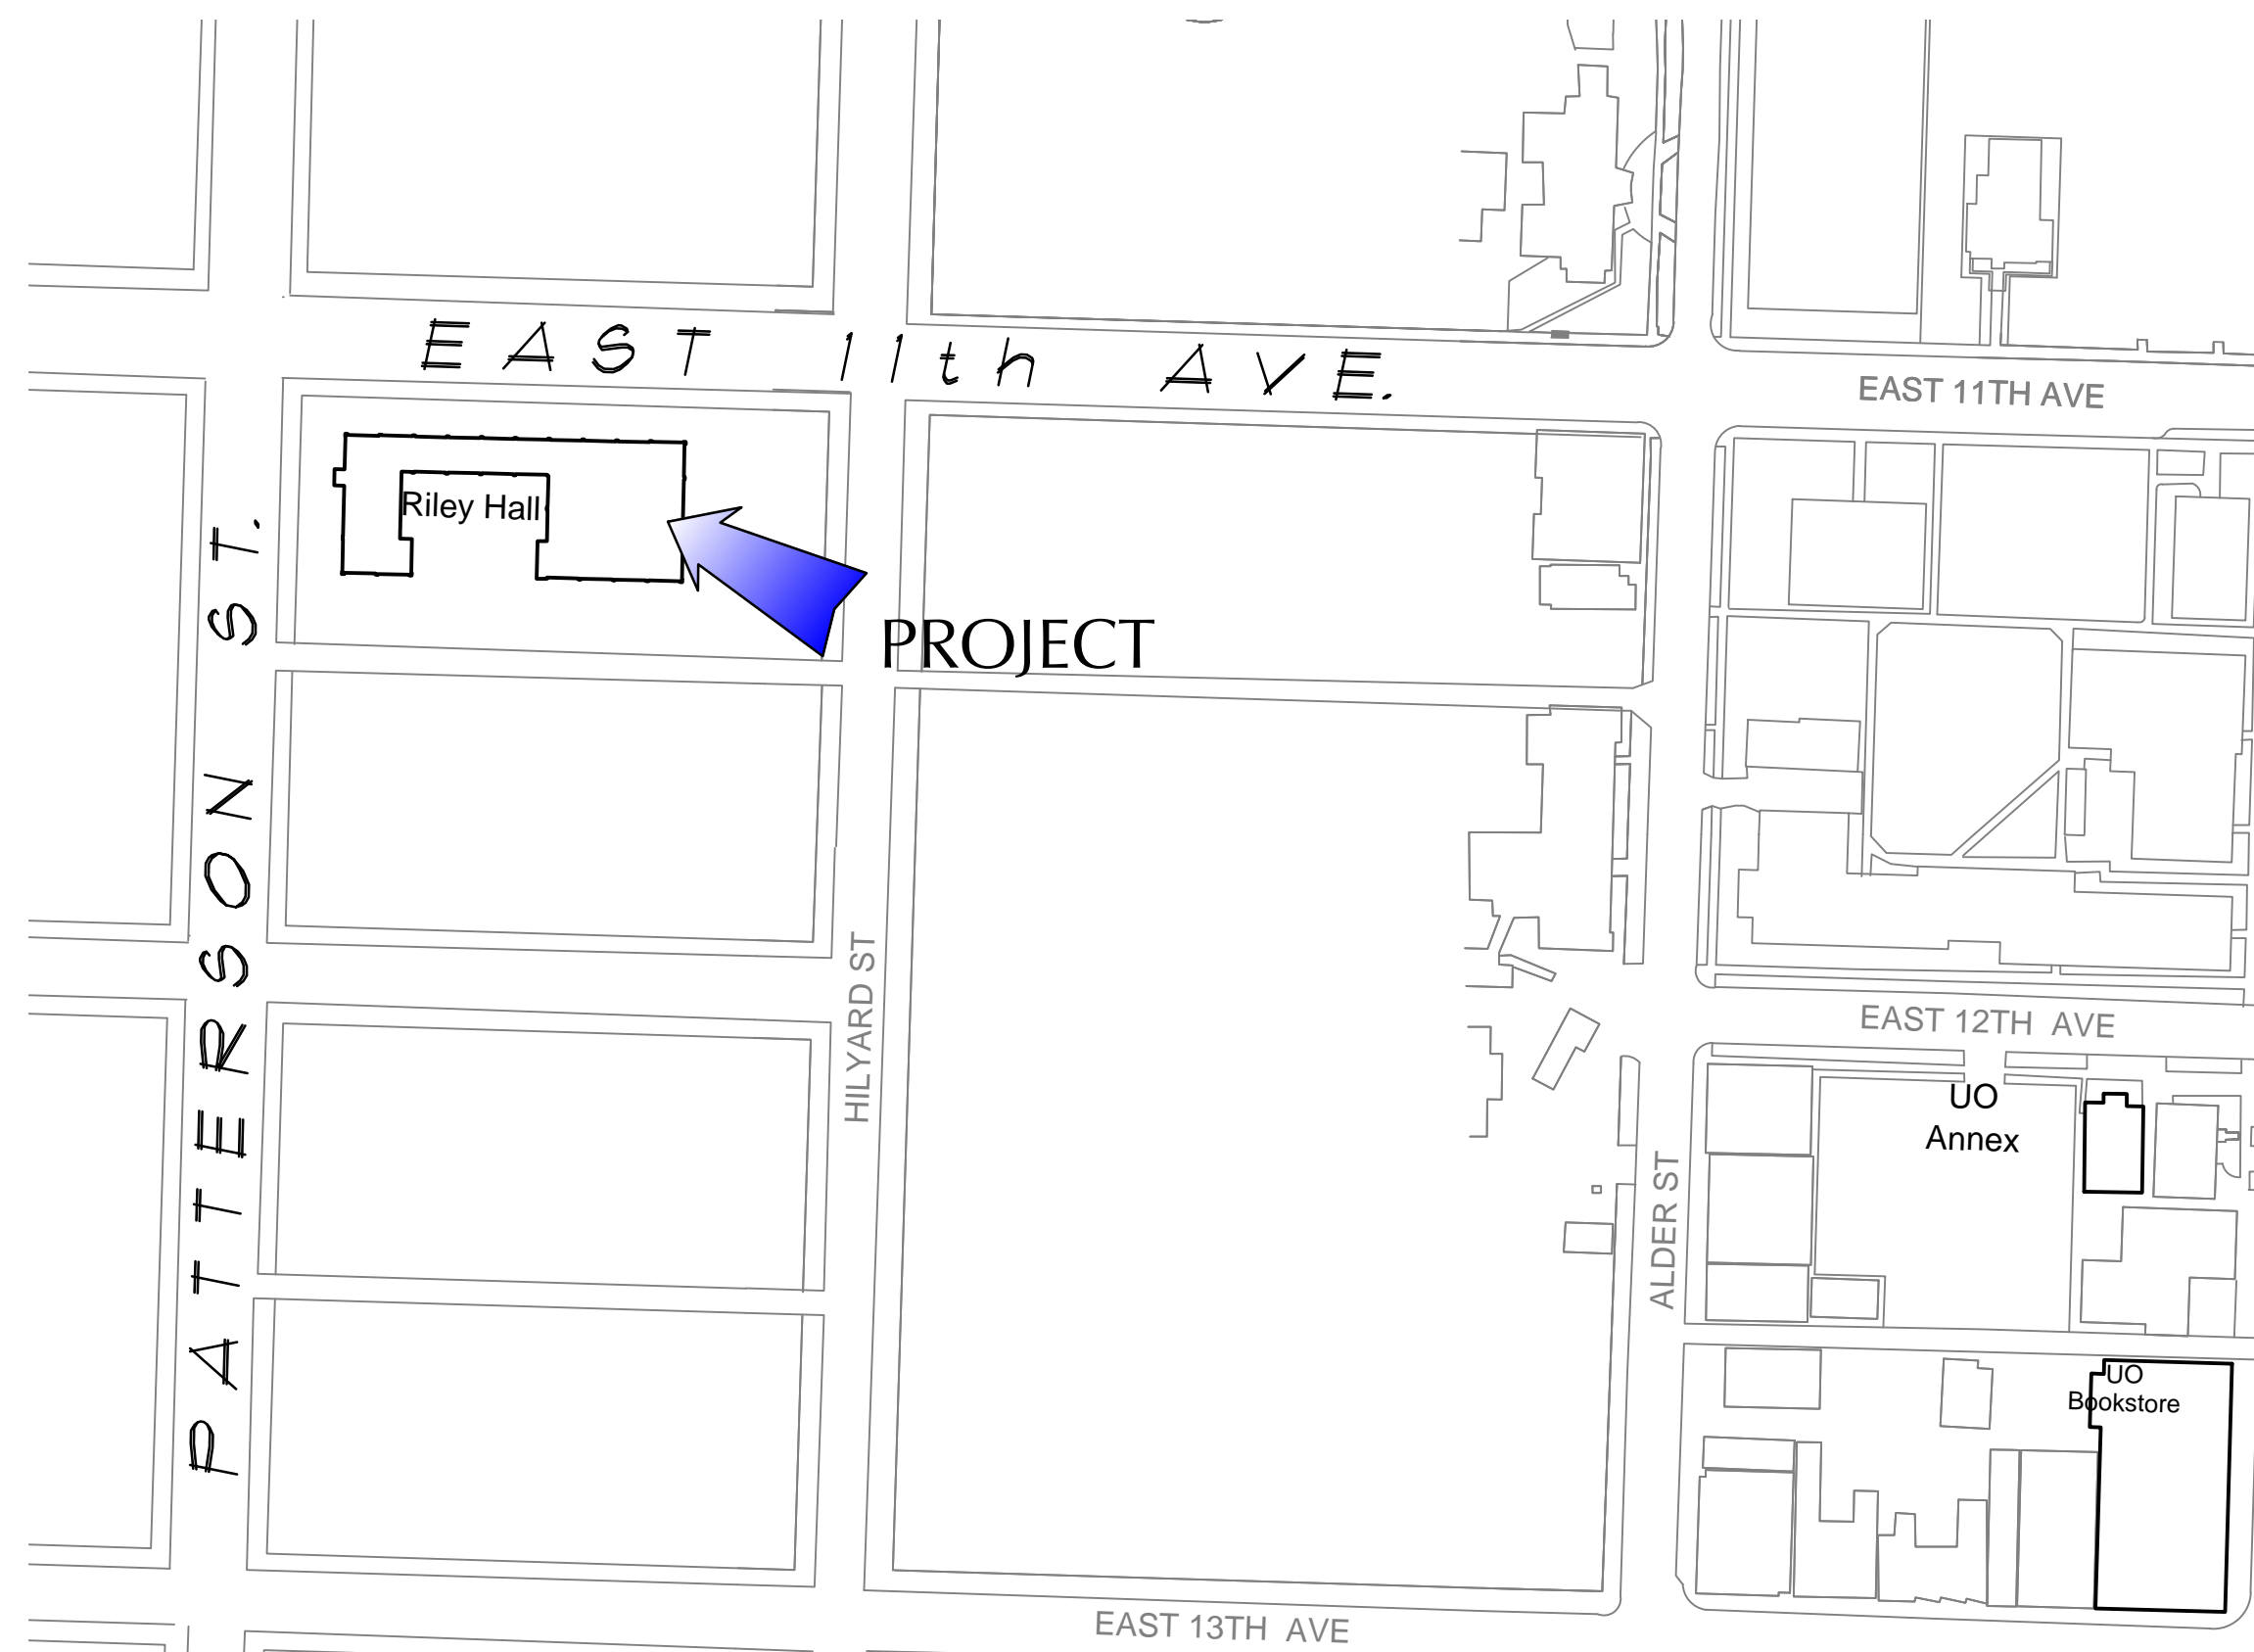 EAST 11th AVE.
EAST 11TH AVE
Riley Hall
PATTERSON ST.
PROJECT
HILYARD ST
EAST 12TH AVE
UO
Annex
ALDER ST
UO
Bookstore
EAST 13TH AVE